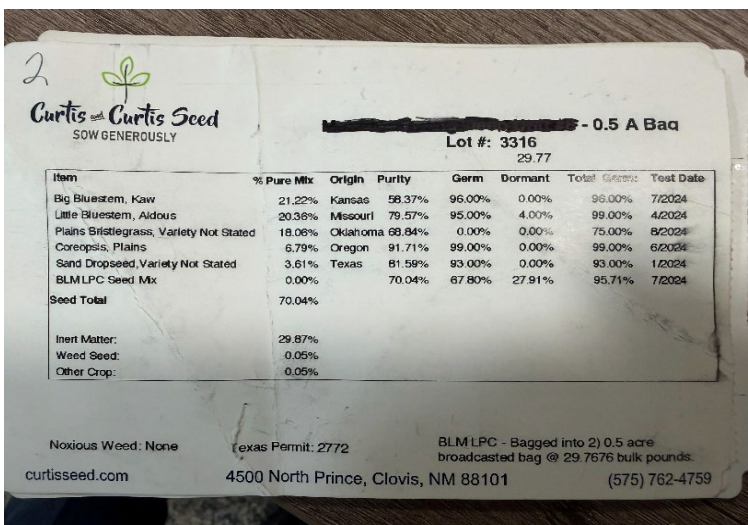 2
Curtis and Curtis Seed
SOW GENEROUSLY
- 0.5 A Bag
Lot #: 3316
29.77
Item % Pure Mix Origin Purity Germ Dormant Total Germ: Test Date
Big Bluestem, Kaw 21.22% Kansas 58.37% 96.00% 0.00% 96.00% 7/2024
Little Bluestem, Aldous 20.36% Missouri 79.57% 95.00% 4.00% 99.00% 4/2024
Plains Bristlegrass, Variety Not Stated 18.06% Oklahoma 68.84% 0.00% 0.00% 75.00% 8/2024
Coreopsis, Plains 6.79% Oregon 91.71% 99.00% 0.00% 99.00% 6/2024
Sand Dropseed, Variety Not Stated 3.61% Texas 81.59% 93.00% 0.00% 93.00% 1/2024
BLM LPC Seed Mix 0.00% 70.04% 67.80% 27.91% 95.71% 7/2024
Seed Total 70.04%
Inert Matter: 29.87%
Weed Seed: 0.05%
Other Crop: 0.05%
Noxious Weed: None
Texas Permit: 2772
BLM LPC - Bagged into 2) 0.5 acre
broadcasted bag @ 29.7676 bulk pounds.
curtisseed.com
4500 North Prince, Clovis, NM 88101
(575) 762-4759